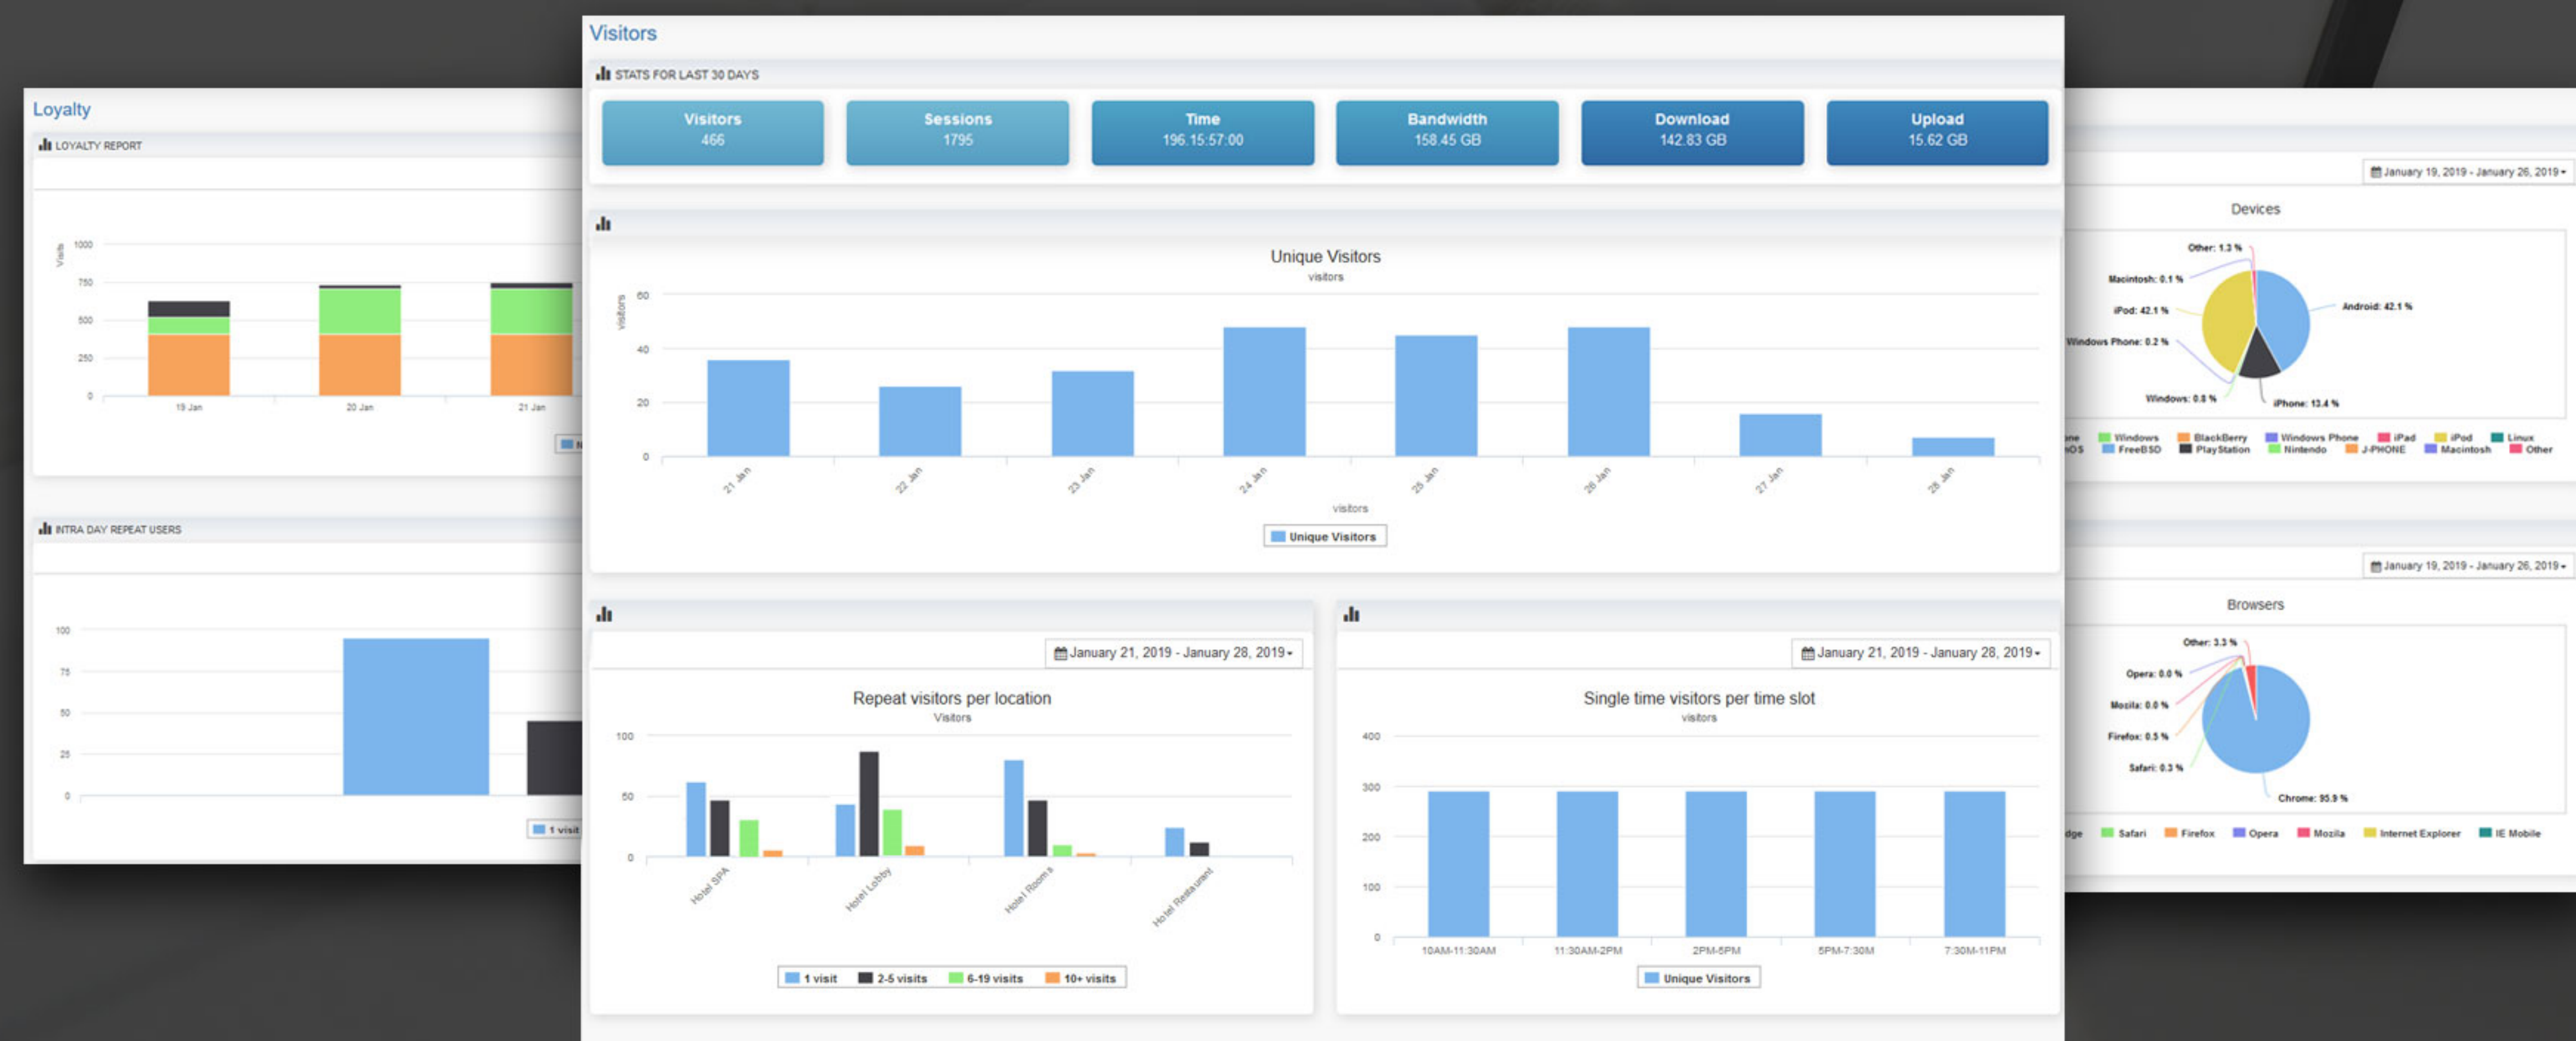 Loyalty
LOYALTY REPORT
Visits
1000
750
500
250
0
19 Jan
20 Jan
21 Jan
N
INTRA DAY REPEAT USERS
100
75
50
25
0
1 visit
Visitors
STATS FOR LAST 30 DAYS
Visitors
466
Sessions
1795
Time
196.15:57:00
Bandwidth
158.45 GB
Download
142.83 GB
Upload
15.62 GB
Unique Visitors
visitors
visitors
60
40
20
0
21 Jan
22 Jan
23 Jan
24 Jan
25 Jan
26 Jan
27 Jan
28 Jan
visitors
Unique Visitors
January 21, 2019 - January 28, 2019
Repeat visitors per location
Visitors
100
50
0
Hotel SPA
Hotel Lobby
Hotel Rooms
Hotel Restaurant
1 visit 2-5 visits 6-19 visits 10+ visits
January 21, 2019 - January 28, 2019
Single time visitors per time slot
visitors
400
300
200
100
0
10AM-11:30AM
11:30AM-2PM
2PM-5PM
5PM-7:30M
7:30M-11PM
Unique Visitors
January 19, 2019 - January 26, 2019
Devices
Other: 1.3 %
Macintosh: 0.1 %
iPod: 42.1 %
Android: 42.1 %
Windows Phone: 0.2 %
Windows: 0.8 %
iPhone: 13.4 %
one Windows BlackBerry Windows Phone iPad iPod Linux
OS FreeBSD PlayStation Nintendo J-PHONE Macintosh Other
January 19, 2019 - January 26, 2019
Browsers
Other: 3.3 %
Opera: 0.0 %
Mozila: 0.0 %
Firefox: 0.5 %
Safari: 0.3 %
Chrome: 95.9 %
dge Safari Firefox Opera Mozila Internet Explorer IE Mobile